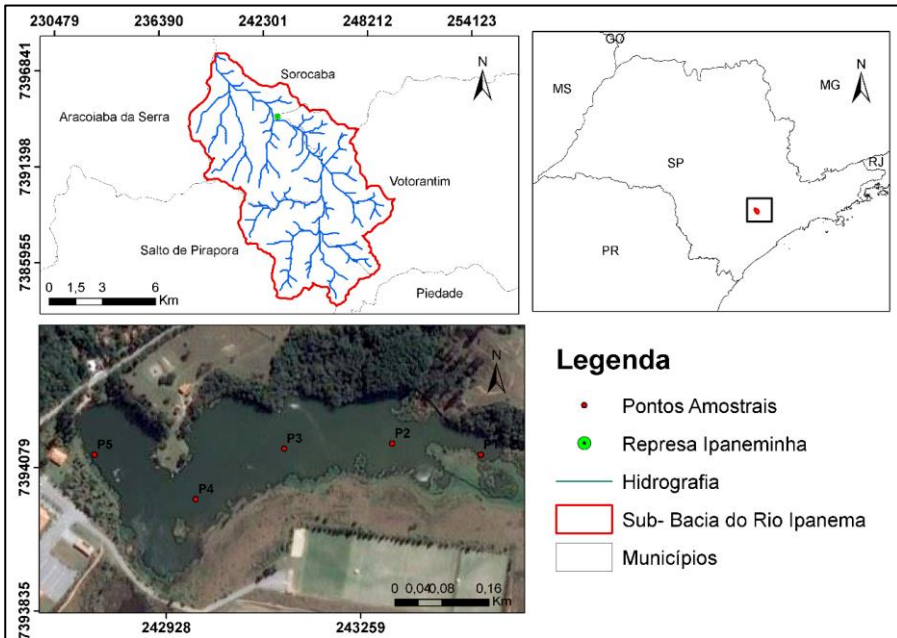 230479 236390 242301 248212 254123
7396841
7391398
7385955
N
Sorocaba
Aracoiaba da Serra
Votorantim
Salto de Pirapora
Piedade
0 1,5 3 6
Km
GO
MS
MG
N
SP
RJ
PR
7394079
7393835
N
P5
P3
P2
P1
P4
0 0,04 0,08 0,16
Km
242928 243259
Legenda
Pontos Amostrais
Represa Ipaneminha
Hidrografia
Sub- Bacia do Rio Ipanema
Municípios